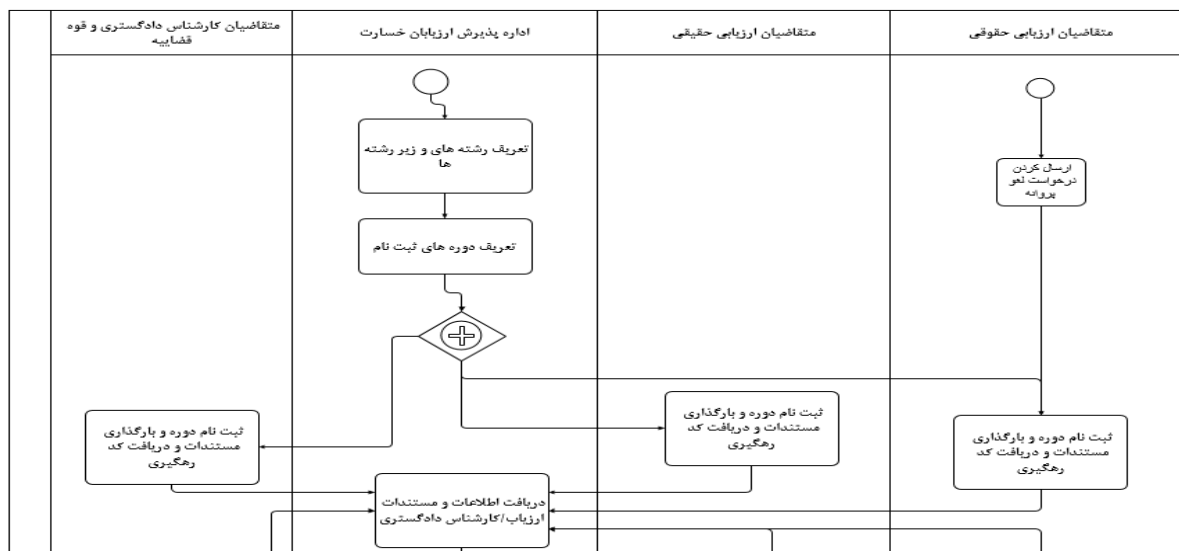 متقاضیان ارزیابی حقوقی
متقاضیان ارزیابی حقیقی
اداره پذیرش ارزیابان خسارت
متقاضیان کارشناس دادگستری و قوه
قضاییه
تعریف رشته های و زیر رشته
ها
ارسال کردن
درخواست لغو
پروانه
تعریف دوره های ثبت نام
ثبت نام دوره و بارگذاری
مستندات و دریافت کد
رهگیری
ثبت نام دوره و بارگذاری
مستندات و دریافت کد
رهگیری
ثبت نام دوره و بارگذاری
مستندات و دریافت کد
رهگیری
دریافت اطلاعات و مستندات
ارزیاب/کارشناس دادگستری